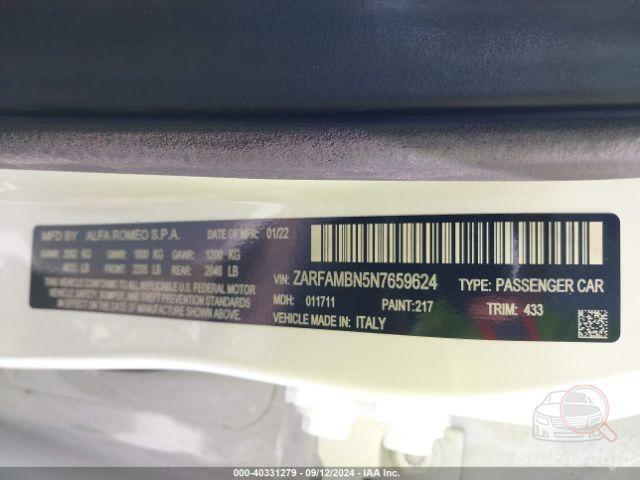 MFD BY ALFA ROMEO S.P.A. DATE OF MFR: 01/22
GVWR: KG GAWR: 1000 KG GAWR: 1200 KG
LB FRONT: 2205 LB REAR: 2646 LB
THIS VEHICLE CONFORMS TO ALL APPLICABLE U.S. FEDERAL MOTOR
VEHICLE SAFETY, BUMPER, AND THEFT PREVENTION STANDARDS
IN EFFECT ON THE DATE OF MANUFACTURE SHOWN ABOVE.
VIN: ZARFAMBN5N7659624 TYPE: PASSENGER CAR
MDH: 011711 PAINT: 217 TRIM: 433
VEHICLE MADE IN: ITALY
000-40331279 - 09/12/2024 - IAA Inc.